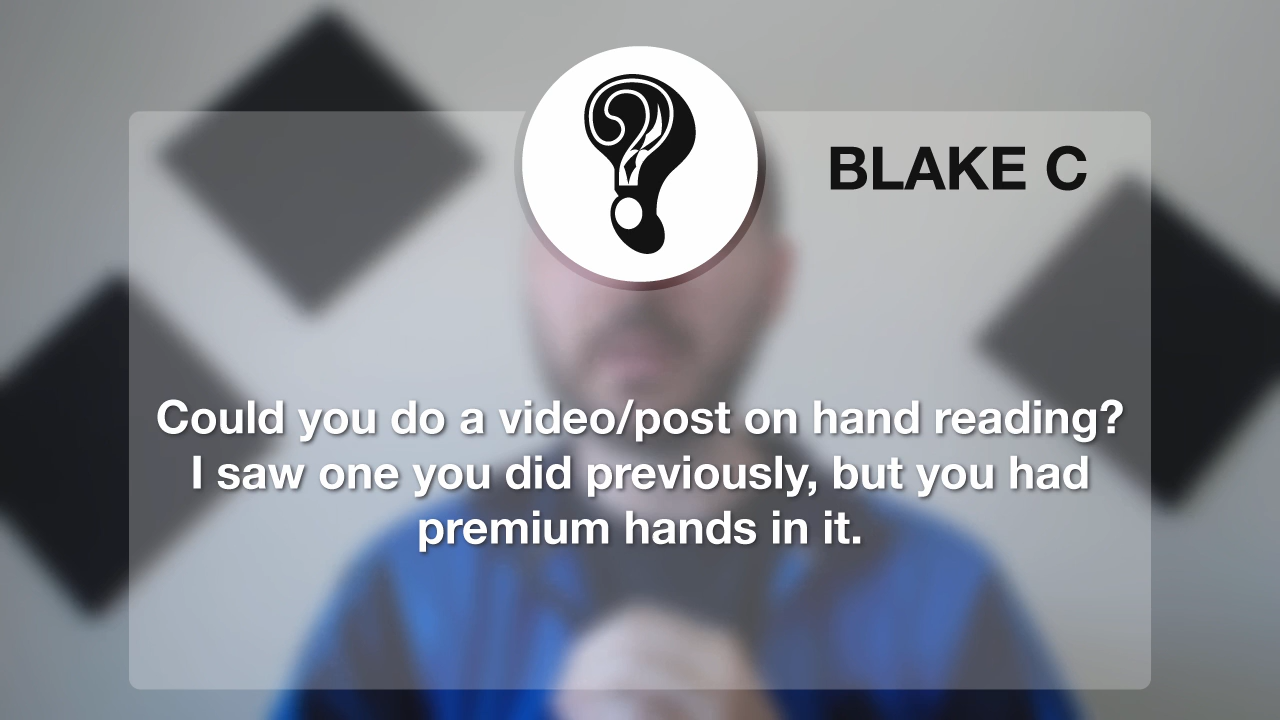 BLAKE C
Could you do a video/post on hand reading?
I saw one you did previously, but you had
premium hands in it.